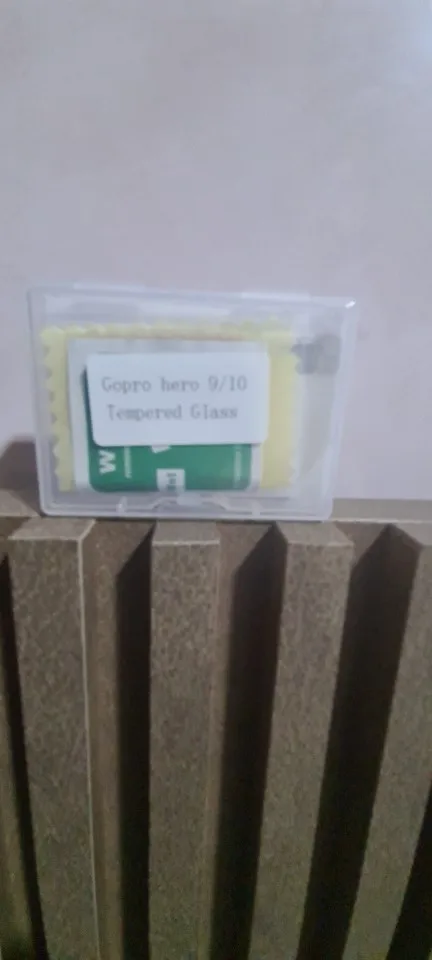 Gopro hero 9/10
Tempered Glass
W